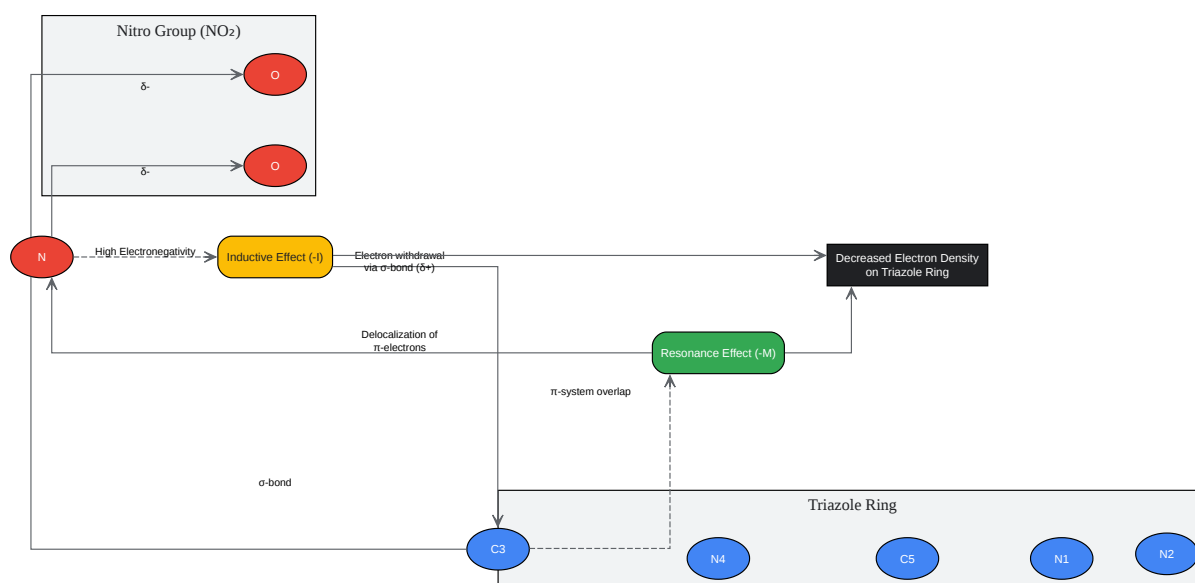 Nitro Group (NO₂)
O
δ-
O
δ-
N
High Electronegativity
Inductive Effect (-I)
Electron withdrawal
via σ-bond (δ+)
Decreased Electron Density
on Triazole Ring
Delocalization of
π-electrons
Resonance Effect (-M)
π-system overlap
σ-bond
Triazole Ring
C3
N4
C5
N1
N2